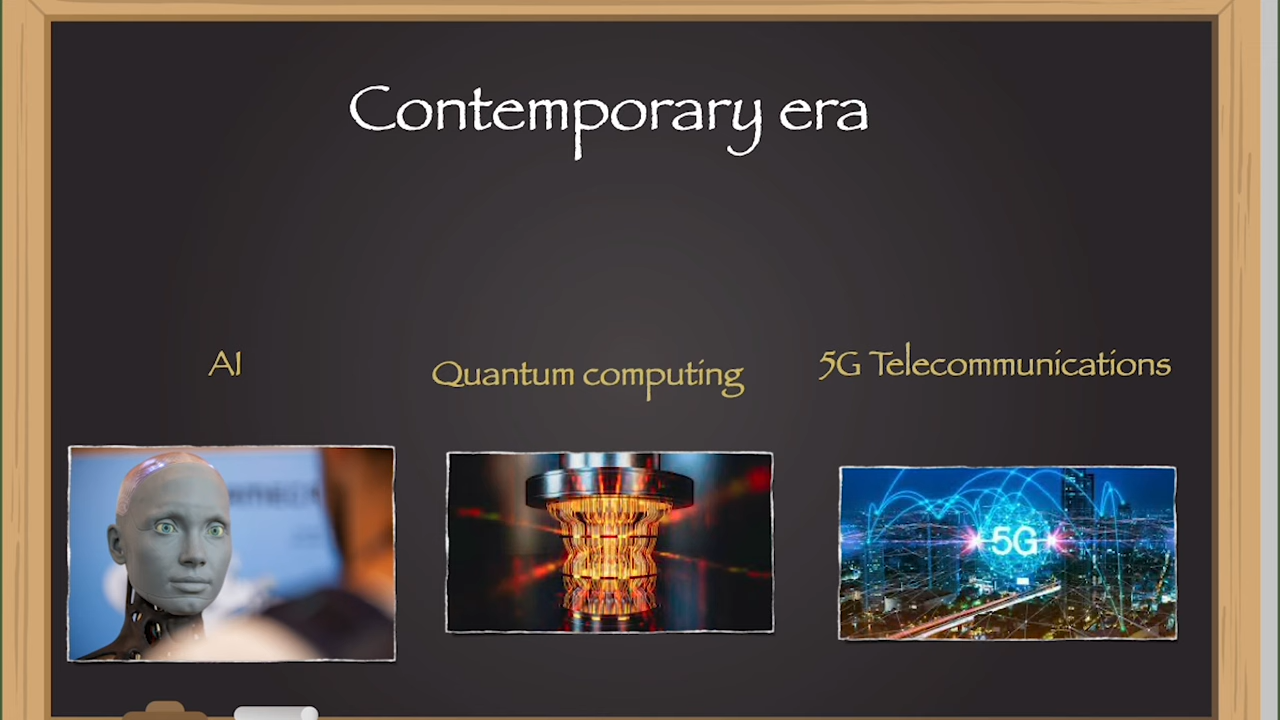 Contemporary era
AI
Quantum computing
5G Telecommunications
5G